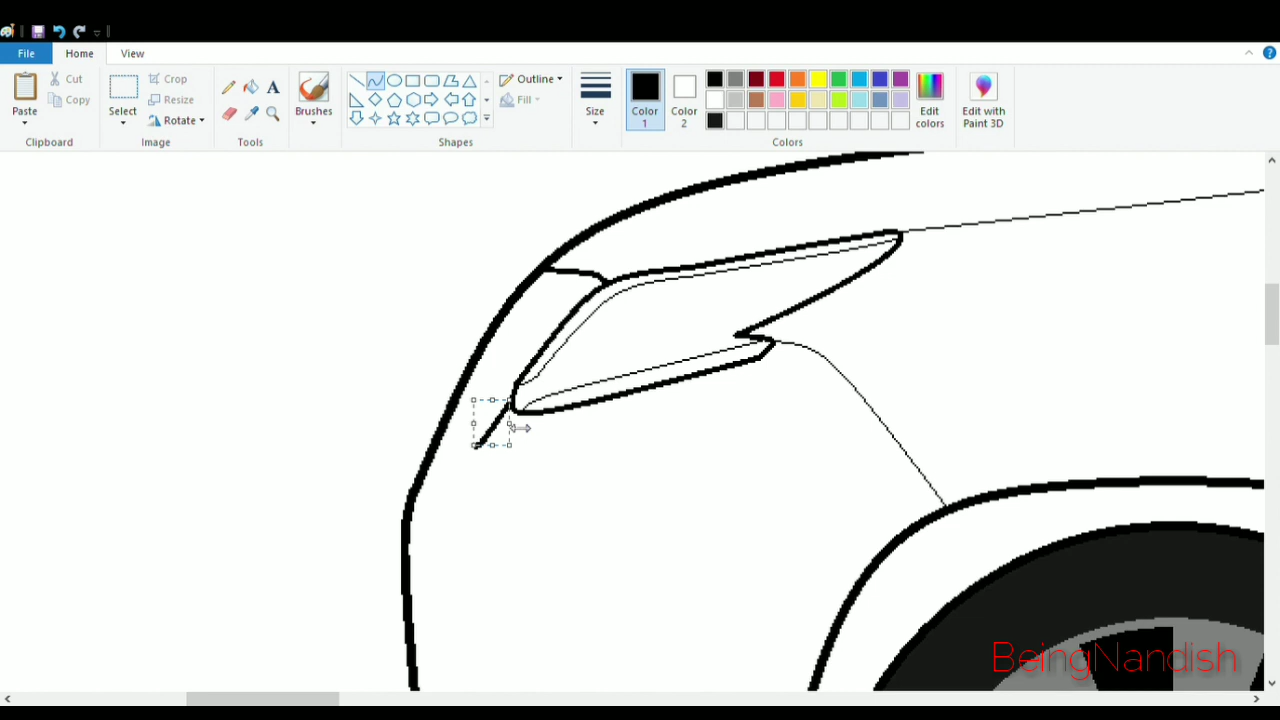 File Home View
Paste
Cut
Copy
Clipboard
Select
Crop
Resize
Rotate
Image
A
Tools
Brushes
Shapes
Outline
Fill
Size
Color 1
Color 2
Edit colors
Colors
Edit with Paint 3D
BeingNandish